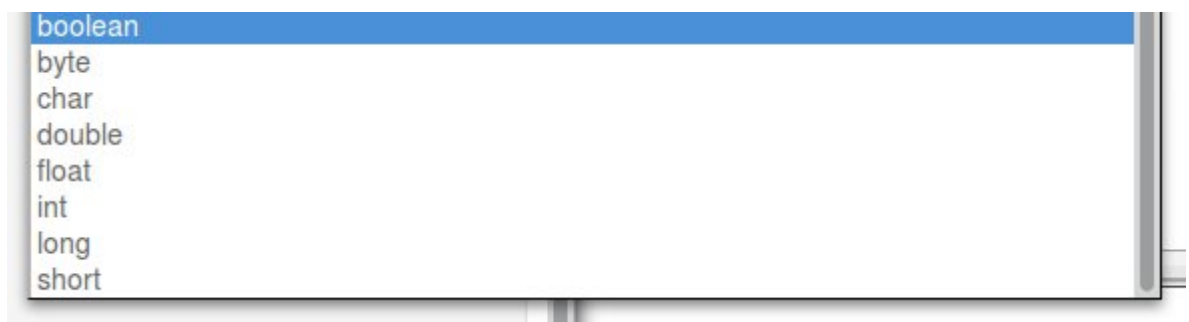 boolean
byte
char
double
float
int
long
short